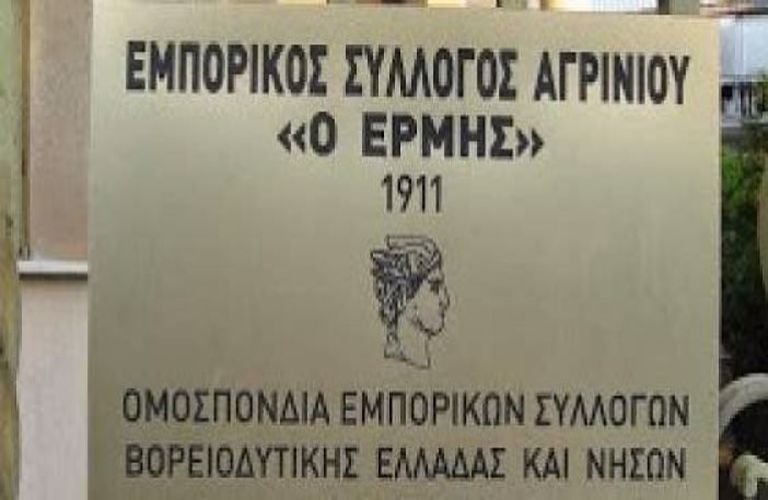 ΕΜΠΟΡΙΚΟΣ ΣΥΛΛΟΓΟΣ ΑΓΡΙΝΙΟΥ
«Ο ΕΡΜΗΣ»
1911
ΟΜΟΣΠΟΝΔΙΑ ΕΜΠΟΡΙΚΩΝ ΣΥΛΛΟΓΩΝ
ΒΟΡΕΙΟΔΥΤΙΚΗΣ ΕΛΛΑΔΑΣ ΚΑΙ ΝΗΣΩΝ